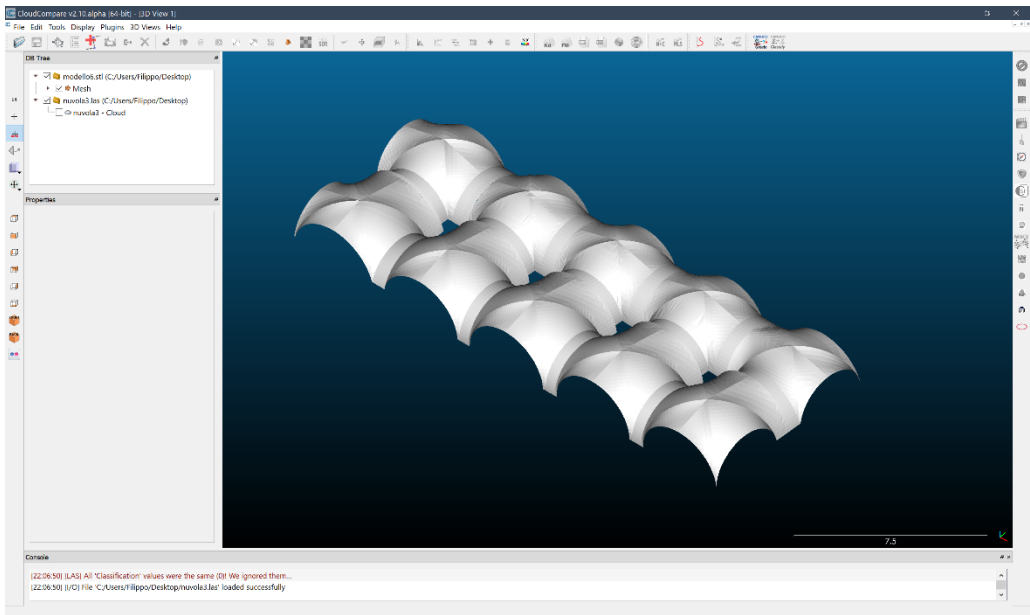 CloudCompare v2.10.alpha [64-bit] - [3D View 1]
File Edit Tools Display Plugins 3D Views Help
DB Tree
modello6.stl (C:/Users/Filippo/Desktop)
Mesh
nuvola3.las (C:/Users/Filippo/Desktop)
nuvola3 - Cloud
Properties
7.5
Console
[22:06:50] [LAS] All 'Classification' values were the same (0)! We ignored them...
[22:06:50] [I/O] File 'C:/Users/Filippo/Desktop/nuvola3.las' loaded successfully